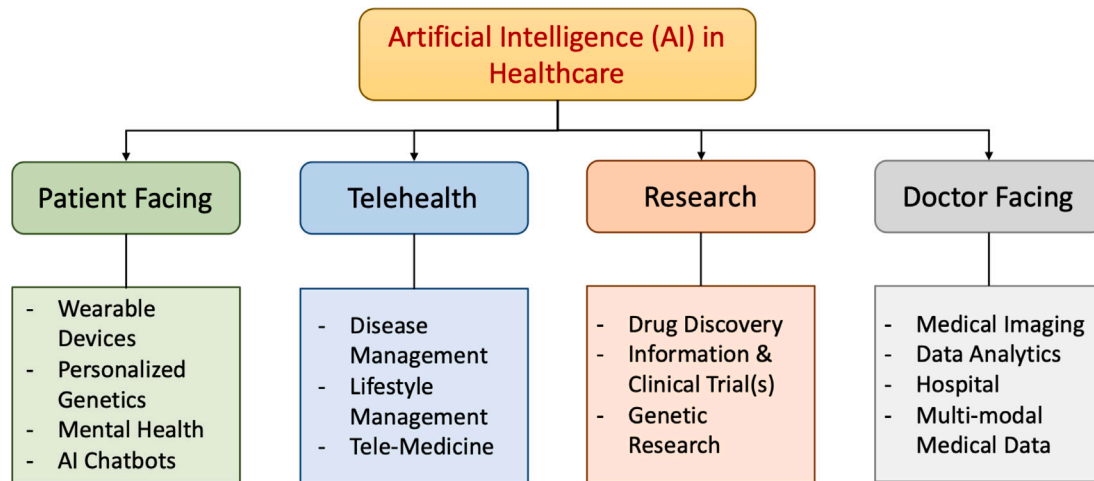 Artificial Intelligence (AI) in
Healthcare
Patient Facing
Telehealth
Research
Doctor Facing
- Wearable
Devices
- Personalized
Genetics
- Mental Health
- AI Chatbots
- Disease
Management
- Lifestyle
Management
- Tele-Medicine
- Drug Discovery
- Information &
Clinical Trial(s)
- Genetic
Research
- Medical Imaging
- Data Analytics
- Hospital
- Multi-modal
Medical Data